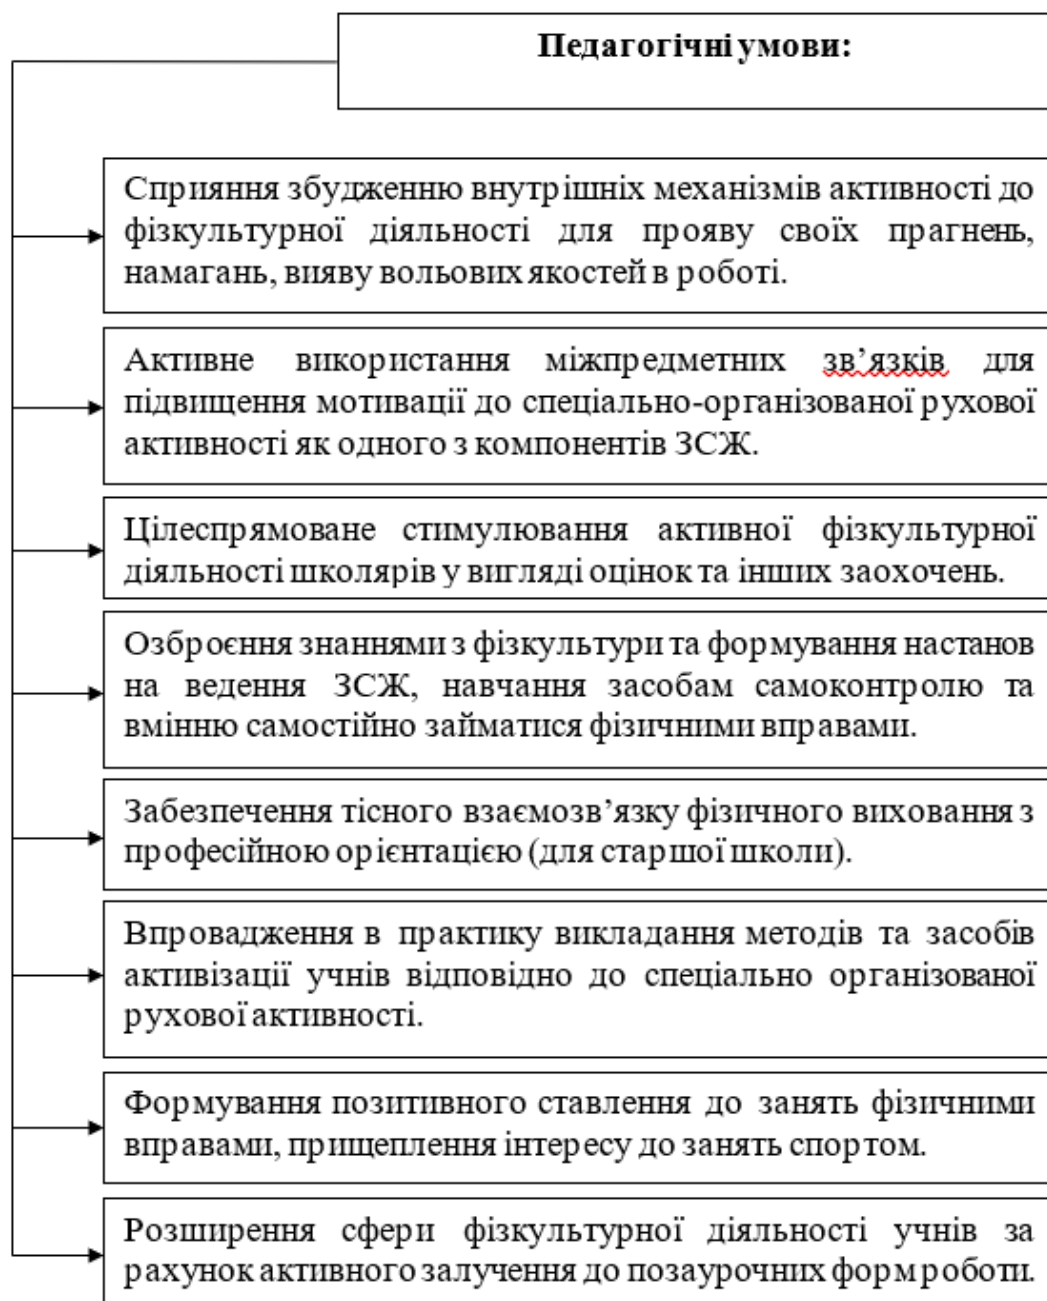 Педагогічні умови:
Сприяння збудженню внутрішніх механізмів активності до
фізкультурної діяльності для прояву своїх прагнень,
намагань, вияву вольових якостей в роботі.
Активне використання міжпредметних зв’язків для
підвищення мотивації до спеціально-організованої рухової
активності як одного з компонентів ЗСЖ.
Цілеспрямоване стимулювання активної фізкультурної
діяльності школярів у вигляді оцінок та інших заохочень.
Озброєння знаннями з фізкультури та формування настанов
на ведення ЗСЖ, навчання засобам самоконтролю та
вмінню самостійно займатися фізичними вправами.
Забезпечення тісного взаємозв’язку фізичного виховання з
професійною орієнтацією (для старшої школи).
Впровадження в практику викладання методів та засобів
активізації учнів відповідно до спеціально організованої
рухової активності.
Формування позитивного ставлення до занять фізичними
вправами, прищеплення інтересу до занять спортом.
Розширення сфери фізкультурної діяльності учнів за
рахунок активного залучення до позаурочних форм роботи.